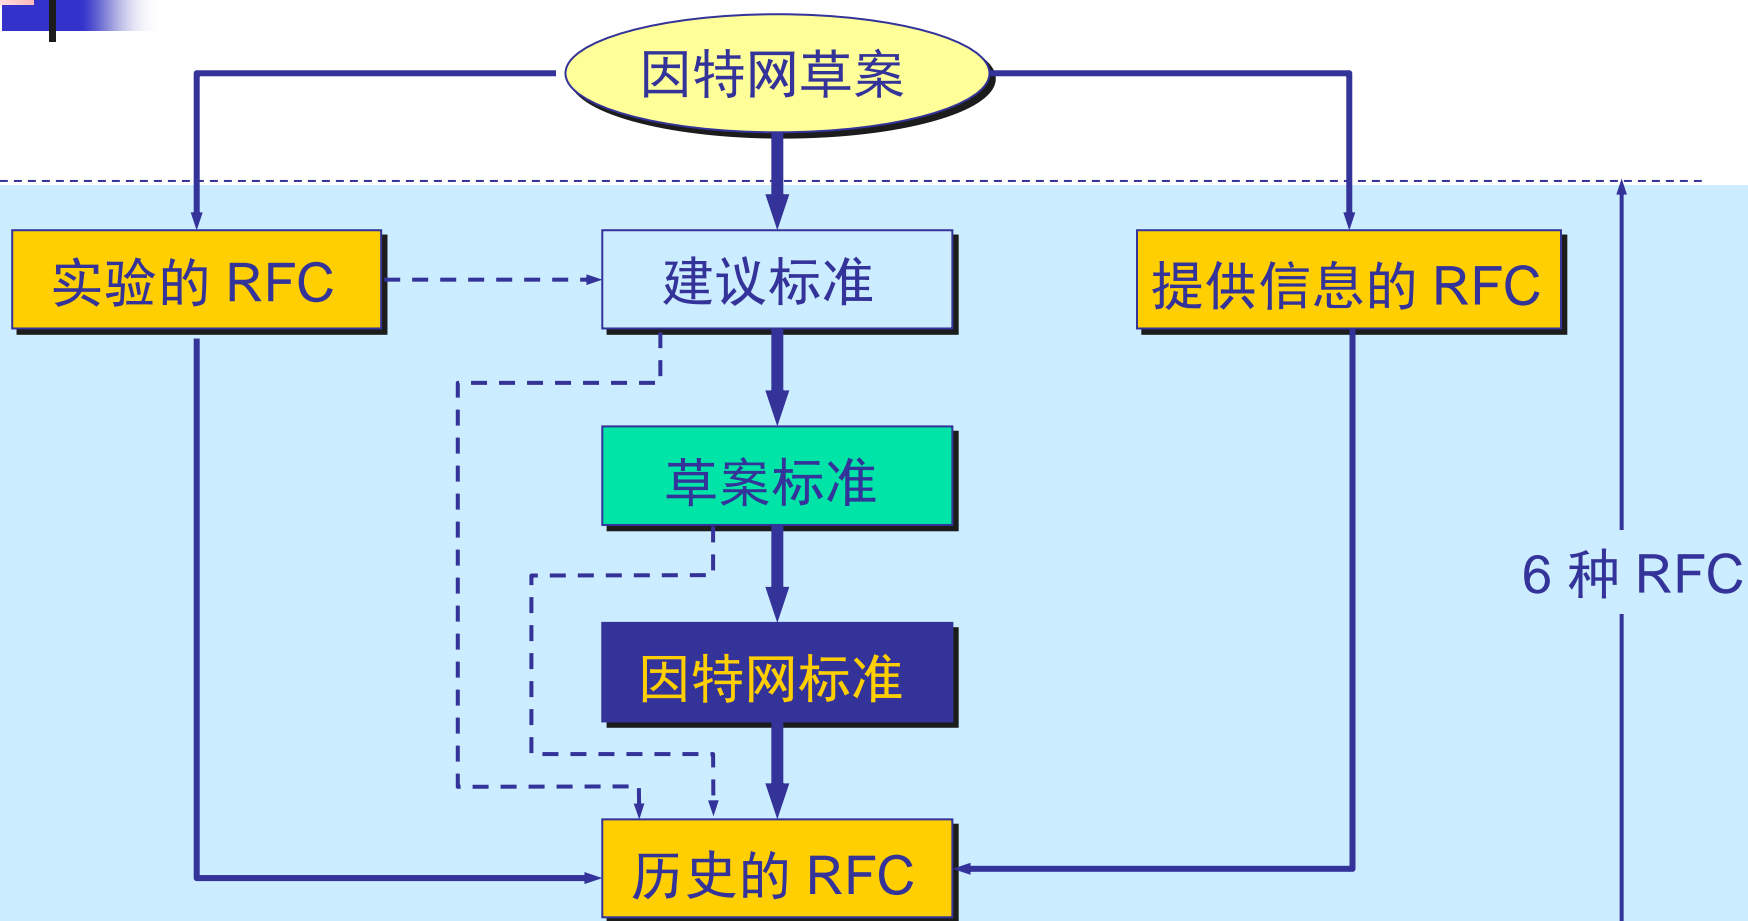 因特网草案
实验的 RFC
建议标准
提供信息的 RFC
草案标准
6 种 RFC
因特网标准
历史的 RFC